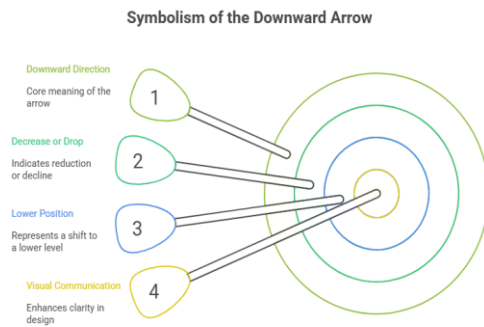 Symbolism of the Downward Arrow
Downward Direction
Core meaning of the
arrow
1
Decrease or Drop
Indicates reduction
or decline
2
Lower Position
Represents a shift to
a lower level
3
Visual Communication
Enhances clarity in
design
4